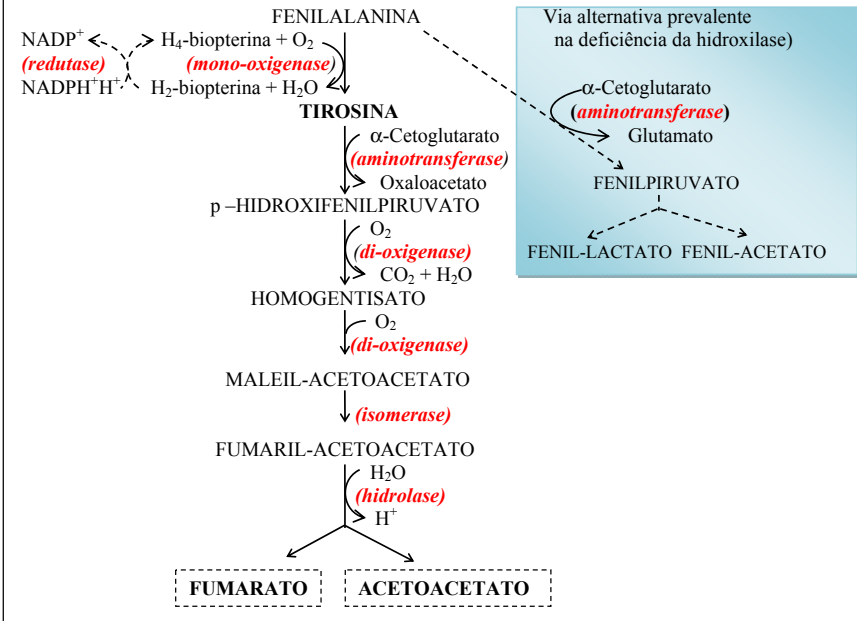 FENILALANINA
NADP⁺ H₄-biopterina + O₂
(redutase) (mono-oxigenase)
NADPH⁺H⁺ H₂-biopterina + H₂O
TIROSINA
α-Cetoglutarato
(aminotransferase)
Oxaloacetato
p –HIDROXIFENILPIRUVATO
O₂
(di-oxigenase)
CO₂ + H₂O
HOMOGENTISATO
O₂
(di-oxigenase)
MALEIL-ACETOACETATO
(isomerase)
FUMARIL-ACETOACETATO
H₂O
(hidrolase)
H⁺
FUMARATO ACETOACETATO
Via alternativa prevalente
na deficiência da hidroxilase)
α-Cetoglutarato
(aminotransferase)
Glutamato
FENILPIRUVATO
FENIL-LACTATO FENIL-ACETATO